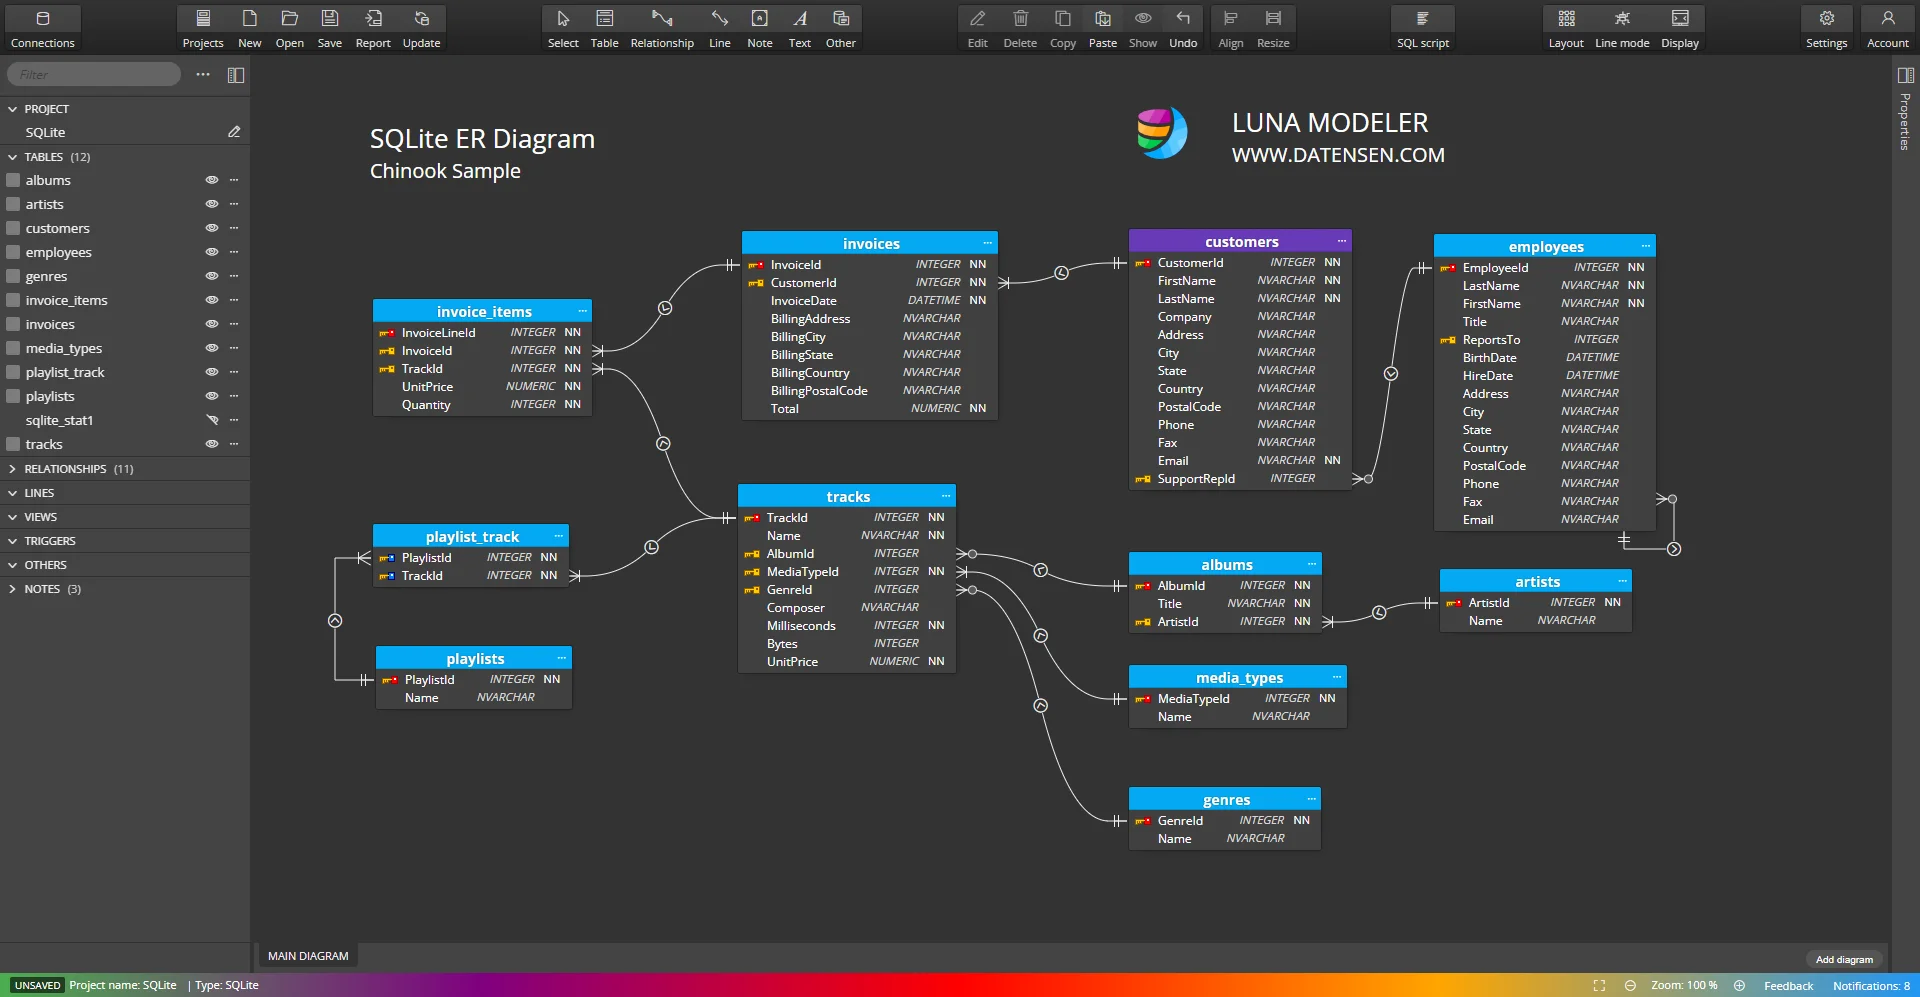 Connections
Projects New Open Save Report Update
Select Table Relationship Line Note Text Other
Edit Delete Copy Paste Show Undo
Align Resize
SQL script
Layout Line mode Display
Settings
Account
Filter
PROJECT
SQLite
TABLES (12)
albums
artists
customers
employees
genres
invoice_items
invoices
media_types
playlist_track
playlists
sqlite_stat1
tracks
RELATIONSHIPS (11)
LINES
VIEWS
TRIGGERS
OTHERS
NOTES (3)
SQLite ER Diagram
Chinook Sample
LUNA MODELER
WWW.DATENSEN.COM
Properties
invoice_items
InvoiceLineId INTEGER NN
InvoiceId INTEGER NN
TrackId INTEGER NN
UnitPrice NUMERIC NN
Quantity INTEGER NN
invoices
InvoiceId INTEGER NN
CustomerId INTEGER NN
InvoiceDate DATETIME NN
BillingAddress NVARCHAR
BillingCity NVARCHAR
BillingState NVARCHAR
BillingCountry NVARCHAR
BillingPostalCode NVARCHAR
Total NUMERIC NN
customers
CustomerId INTEGER NN
FirstName NVARCHAR NN
LastName NVARCHAR NN
Company NVARCHAR
Address NVARCHAR
City NVARCHAR
State NVARCHAR
Country NVARCHAR
PostalCode NVARCHAR
Phone NVARCHAR
Fax NVARCHAR
Email NVARCHAR NN
SupportRepId INTEGER
employees
EmployeeId INTEGER NN
LastName NVARCHAR NN
FirstName NVARCHAR NN
Title NVARCHAR
ReportsTo INTEGER
BirthDate DATETIME
HireDate DATETIME
Address NVARCHAR
City NVARCHAR
State NVARCHAR
Country NVARCHAR
PostalCode NVARCHAR
Phone NVARCHAR
Fax NVARCHAR
Email NVARCHAR
playlist_track
PlaylistId INTEGER NN
TrackId INTEGER NN
playlists
PlaylistId INTEGER NN
Name NVARCHAR
tracks
TrackId INTEGER NN
Name NVARCHAR NN
AlbumId INTEGER
MediaTypeId INTEGER NN
GenreId INTEGER
Composer NVARCHAR
Milliseconds INTEGER NN
Bytes INTEGER
UnitPrice NUMERIC NN
albums
AlbumId INTEGER NN
Title NVARCHAR NN
ArtistId INTEGER NN
artists
ArtistId INTEGER NN
Name NVARCHAR
media_types
MediaTypeId INTEGER NN
Name NVARCHAR
genres
GenreId INTEGER NN
Name NVARCHAR
MAIN DIAGRAM
Add diagram
UNSAVED Project name: SQLite | Type: SQLite
Zoom: 100 % Feedback Notifications: 8